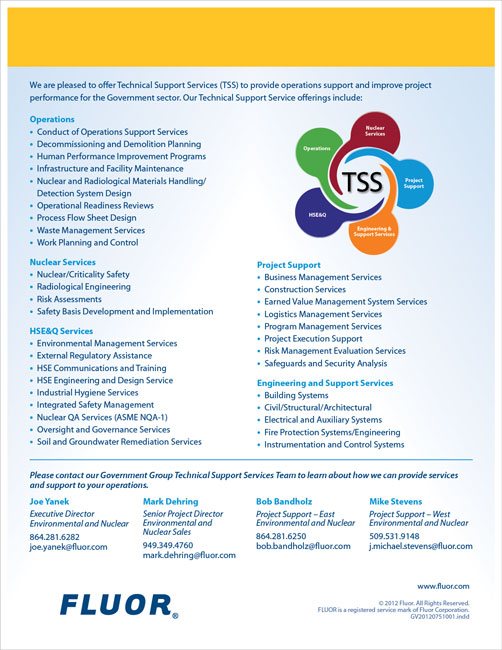 We are pleased to offer Technical Support Services (TSS) to provide operations support and improve project
performance for the Government sector. Our Technical Support Service offerings include:
Operations
• Conduct of Operations Support Services
• Decommissioning and Demolition Planning
• Human Performance Improvement Programs
• Infrastructure and Facility Maintenance
• Nuclear and Radiological Materials Handling/
Detection System Design
• Operational Readiness Reviews
• Process Flow Sheet Design
• Waste Management Services
• Work Planning and Control
Nuclear Services
• Nuclear/Criticality Safety
• Radiological Engineering
• Risk Assessments
• Safety Basis Development and Implementation
HSE&Q Services
• Environmental Management Services
• External Regulatory Assistance
• HSE Communications and Training
• HSE Engineering and Design Service
• Industrial Hygiene Services
• Integrated Safety Management
• Nuclear QA Services (ASME NQA-1)
• Oversight and Governance Services
• Soil and Groundwater Remediation Services
Nuclear
Services
Operations
TSS
Project
Support
HSE&Q
Engineering &
Support Services
Project Support
• Business Management Services
• Construction Services
• Earned Value Management System Services
• Logistics Management Services
• Program Management Services
• Project Execution Support
• Risk Management Evaluation Services
• Safeguards and Security Analysis
Engineering and Support Services
• Building Systems
• Civil/Structural/Architectural
• Electrical and Auxiliary Systems
• Fire Protection Systems/Engineering
• Instrumentation and Control Systems
Please contact our Government Group Technical Support Services Team to learn about how we can provide services
and support to your operations.
Joe Yanek
Executive Director
Environmental and Nuclear
864.281.6282
joe.yanek@fluor.com
Mark Dehring
Senior Project Director
Environmental and
Nuclear Sales
949.349.4760
mark.dehring@fluor.com
Bob Bandholz
Project Support – East
Environmental and Nuclear
864.281.6250
bob.bandholz@fluor.com
Mike Stevens
Project Support – West
Environmental and Nuclear
509.531.9148
j.michael.stevens@fluor.com
www.fluor.com
FLUOR®
© 2012 Fluor. All Rights Reserved.
FLUOR is a registered service mark of Fluor Corporation.
GV20120751001.indd